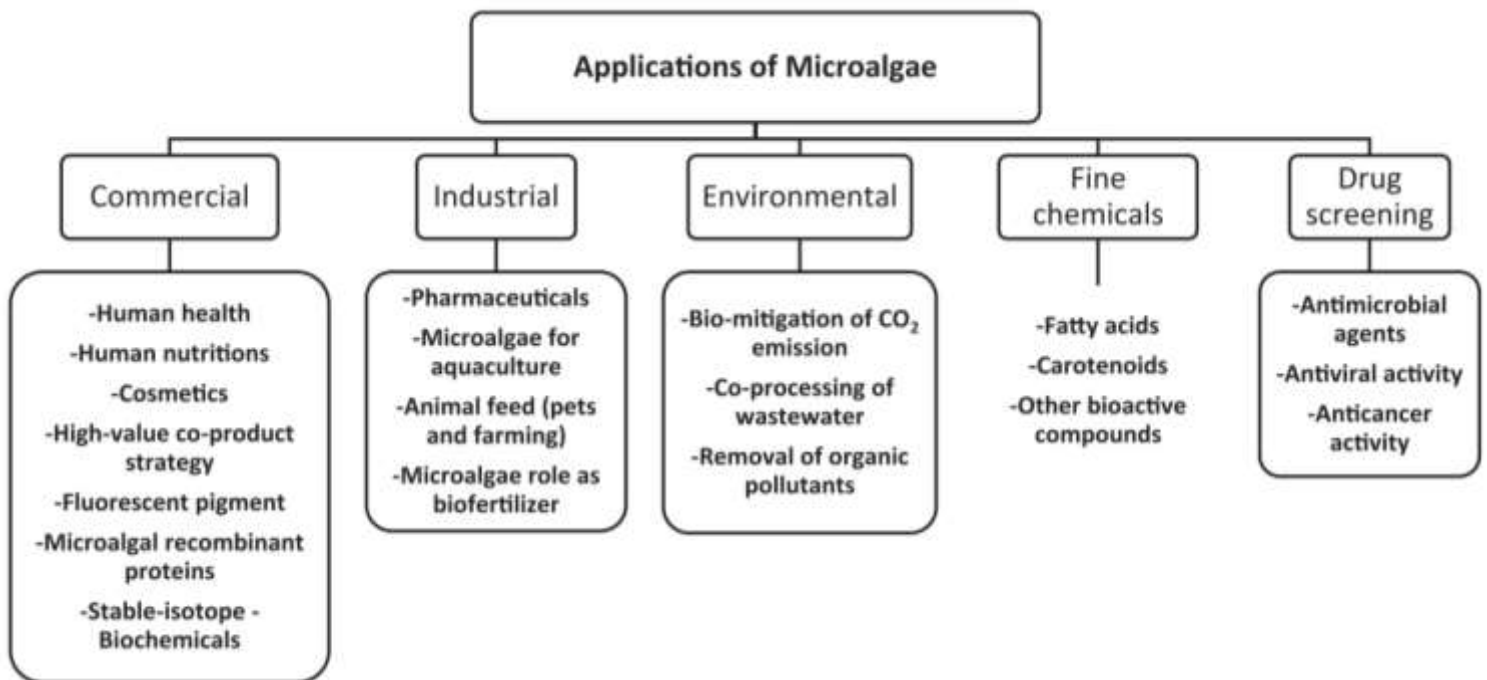 Applications of Microalgae
Commercial
-Human health
-Human nutritions
-Cosmetics
-High-value co-product
strategy
-Fluorescent pigment
-Microalgal recombinant
proteins
-Stable-isotope -
Biochemicals
Industrial
-Pharmaceuticals
-Microalgae for
aquaculture
-Animal feed (pets
and farming)
-Microalgae role as
biofertilizer
Environmental
-Bio-mitigation of CO₂
emission
-Co-processing of
wastewater
-Removal of organic
pollutants
Fine
chemicals
-Fatty acids
-Carotenoids
-Other bioactive
compounds
Drug
screening
-Antimicrobial
agents
-Antiviral activity
-Anticancer
activity